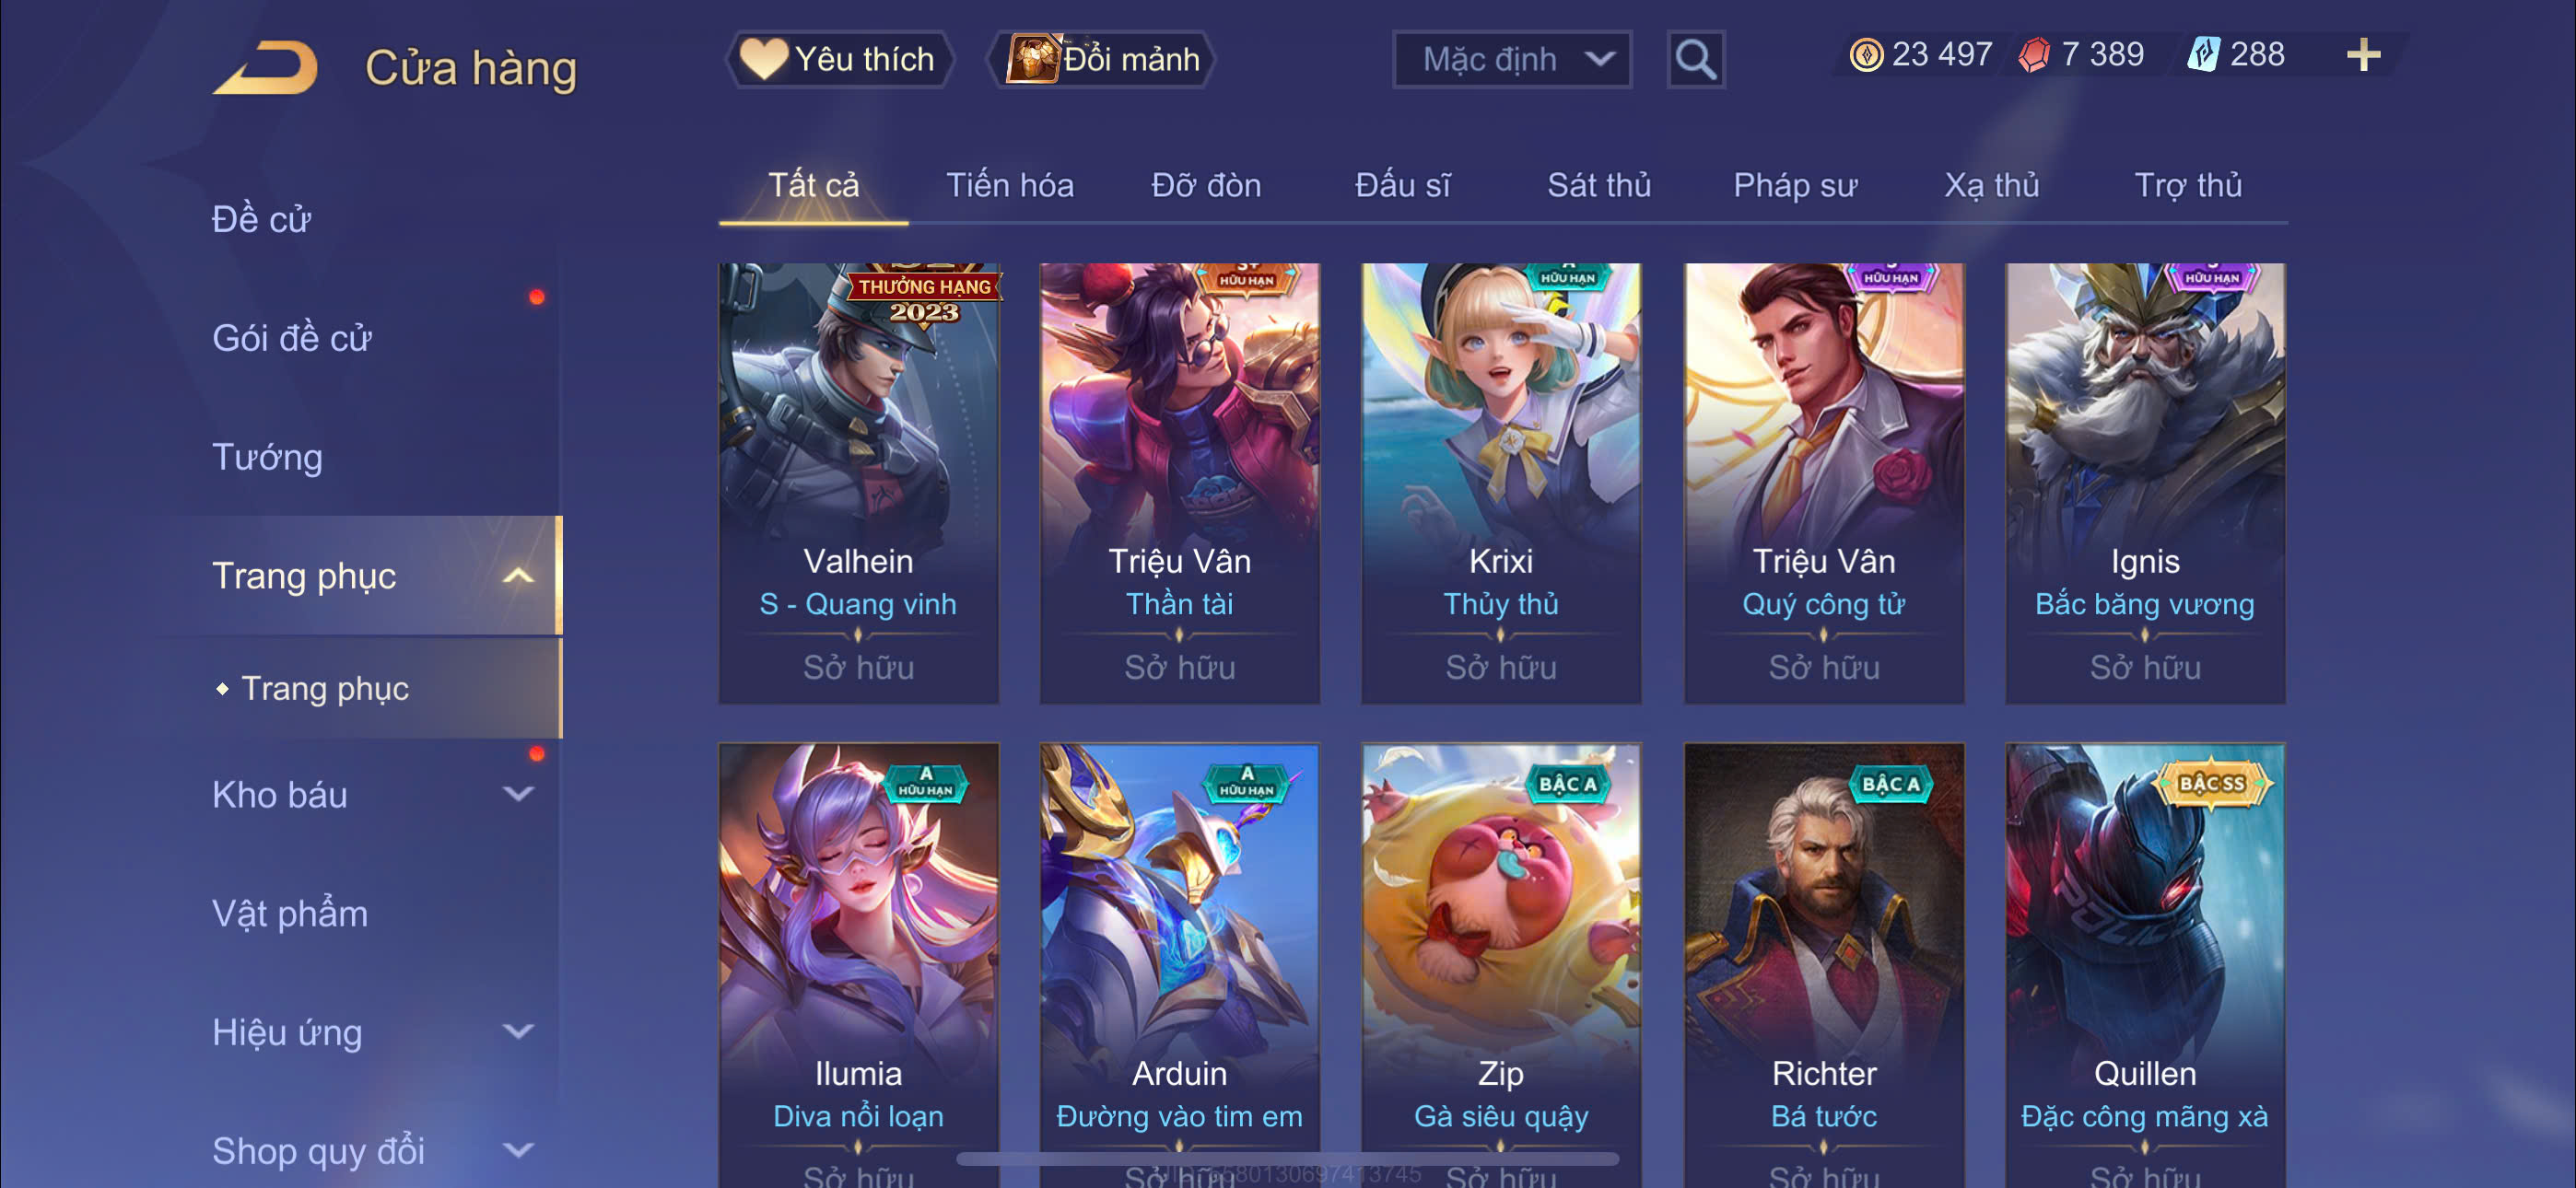 Cửa hàng
Yêu thích
Đổi mảnh
Mặc định
23 497
7 389
288
Đề cử
Gói đề cử
Tướng
Trang phục
Trang phục
Kho báu
Vật phẩm
Hiệu ứng
Shop quy đổi
Tất cả
Tiến hóa
Đỡ đòn
Đấu sĩ
Sát thủ
Pháp sư
Xạ thủ
Trợ thủ
THƯỞNG HẠNG
2023
Valhein
S - Quang vinh
Sở hữu
HỮU HẠN
Triệu Vân
Thần tài
Sở hữu
HỮU HẠN
Krixi
Thủy thủ
Sở hữu
HỮU HẠN
Triệu Vân
Quý công tử
Sở hữu
HỮU HẠN
Ignis
Bắc băng vương
Sở hữu
A
HỮU HẠN
Ilumia
Diva nổi loạn
Sở hữu
A
HỮU HẠN
Arduin
Đường vào tim em
Sở hữu
BẬC A
Zip
Gà siêu quậy
Sở hữu
BẬC A
Richter
Bá tước
Sở hữu
BẬC SS
POLICE
Quillen
Đặc công mãng xà
Sở hữu